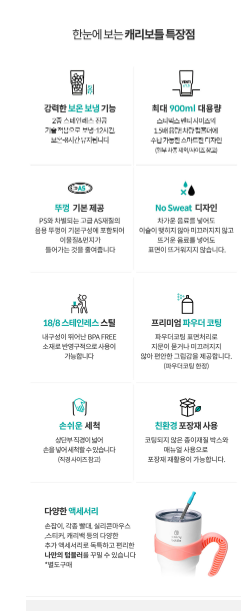 한눈에 보는 캐리보틀 특장점
강력한 보온 보냉 기능
2중 스테인레스 진공
최대 900ml 대용량
뚜껑 기본 제공
PS와 차별되는 고급 AS재질의
음용 뚜껑이 기본구성에 포함되어
이물질&먼지가
들어가는 것을 줄여줍니다
No Sweat 디자인
차가운 음료를 넣어도
이슬이 맺히지 않아 미끄러지지 않고
뜨거운 음료를 넣어도
표면이 뜨거워지지 않습니다.
18/8 스테인레스 스틸
내구성이 뛰어난 BPA FREE
소재로 반영구적으로 사용이
가능합니다
프리미엄 파우더 코팅
파우더코팅 표면처리로
지문이 묻거나 미끄러지지
않아 편안한 그립감을 제공합니다.
(파우더코팅 한정)
손쉬운 세척
상단부 직경이 넓어
손을 넣어 세척할 수 있습니다
(직경 사이즈 참고)
친환경 포장재 사용
코팅되지 않은 종이재질 박스와
매뉴얼 사용으로
포장재 재활용이 가능합니다.
다양한 액세서리
손잡이, 각종 빨대, 실리콘마우스
,스티커, 캐리백 등의 다양한
추가 액세서리로 독특하고 편리한
나만의 텀블러를 꾸밀 수 있습니다
*별도구매